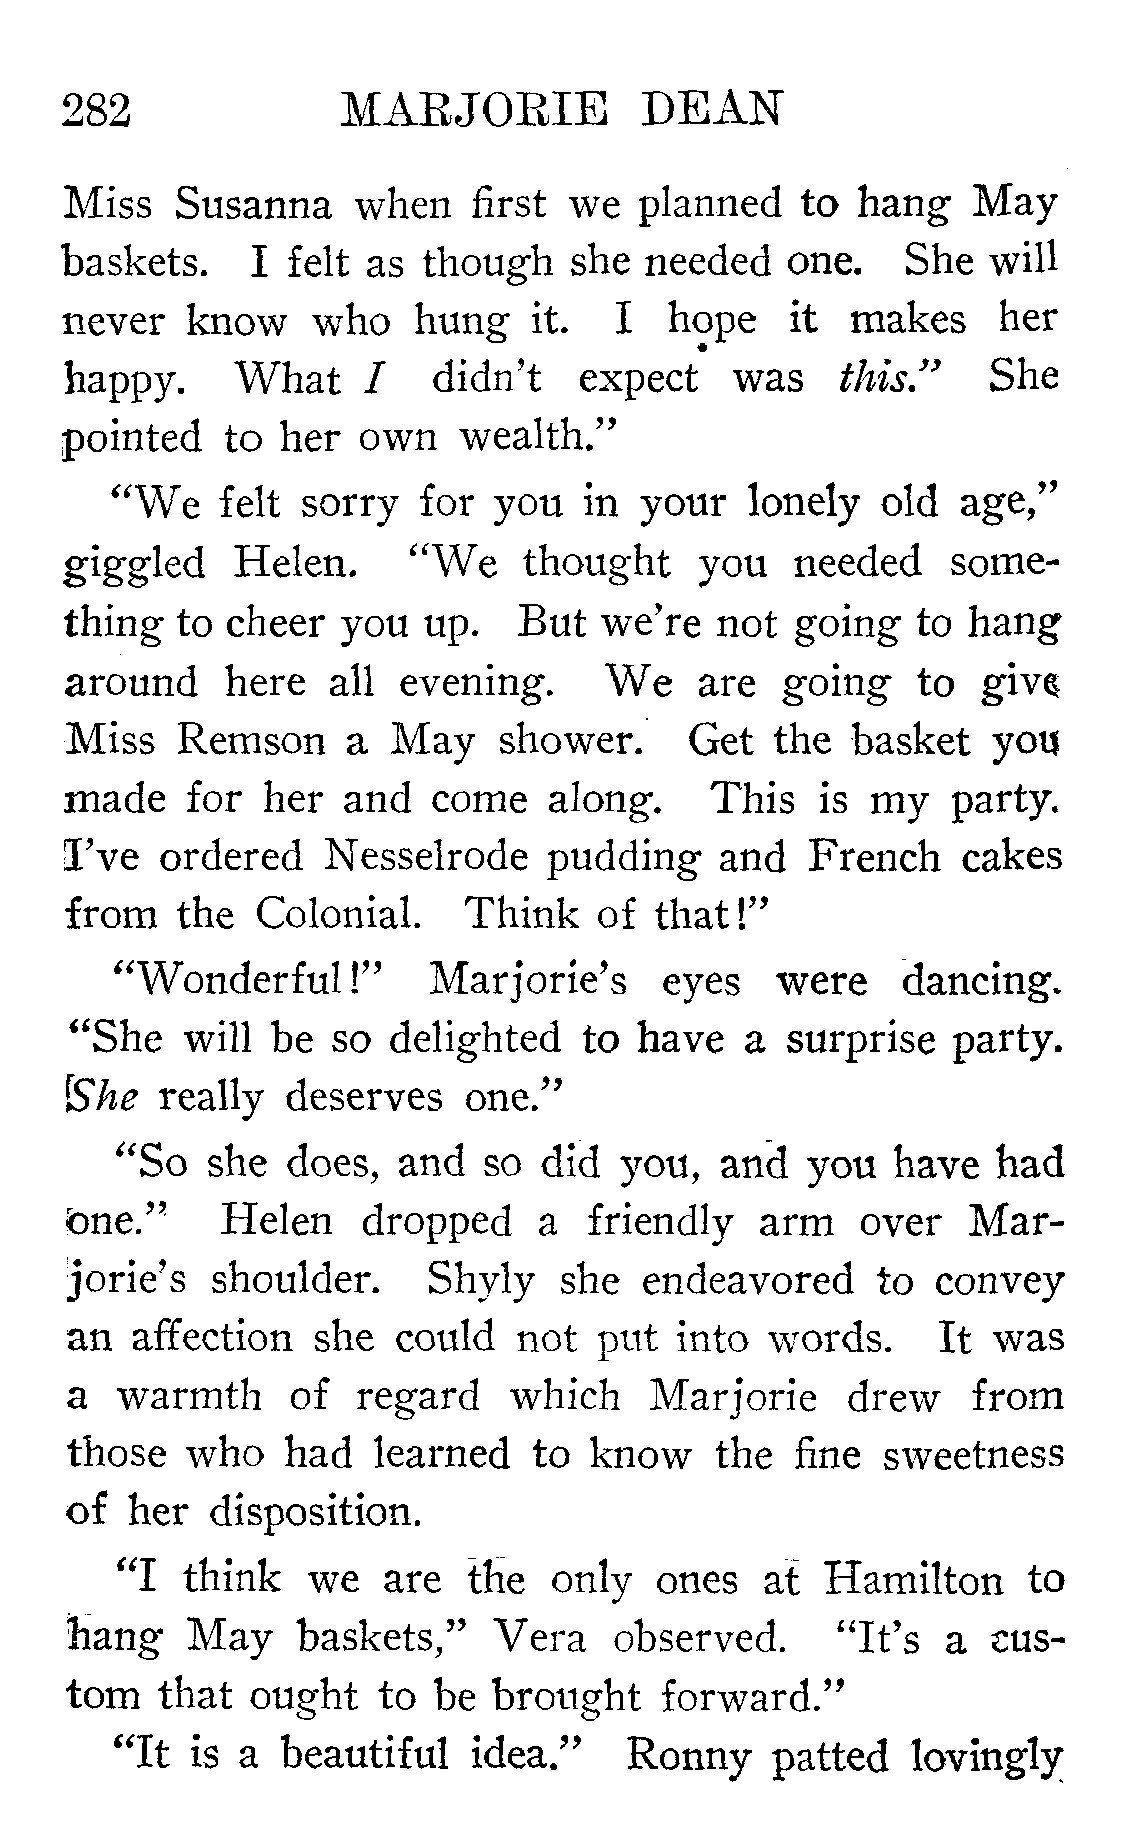 282 MARJORIE DEAN
Miss Susanna when first we planned to hang May
baskets. I felt as though she needed one. She will
never know who hung it. I hope it makes her
happy. What I didn't expect was this." She
pointed to her own wealth."
"We felt sorry for you in your lonely old age,"
giggled Helen. "We thought you needed some-
thing to cheer you up. But we're not going to hang
around here all evening. We are going to give
Miss Remson a May shower. Get the basket you
made for her and come along. This is my party.
I've ordered Nesselrode pudding and French cakes
from the Colonial. Think of that!"
"Wonderful!" Marjorie's eyes were dancing.
"She will be so delighted to have a surprise party.
She really deserves one."
"So she does, and so did you, and you have had
one." Helen dropped a friendly arm over Mar-
jorie's shoulder. Shyly she endeavored to convey
an affection she could not put into words. It was
a warmth of regard which Marjorie drew from
those who had learned to know the fine sweetness
of her disposition.
"I think we are the only ones at Hamilton to
hang May baskets," Vera observed. "It's a cus-
tom that ought to be brought forward."
"It is a beautiful idea." Ronny patted lovingly